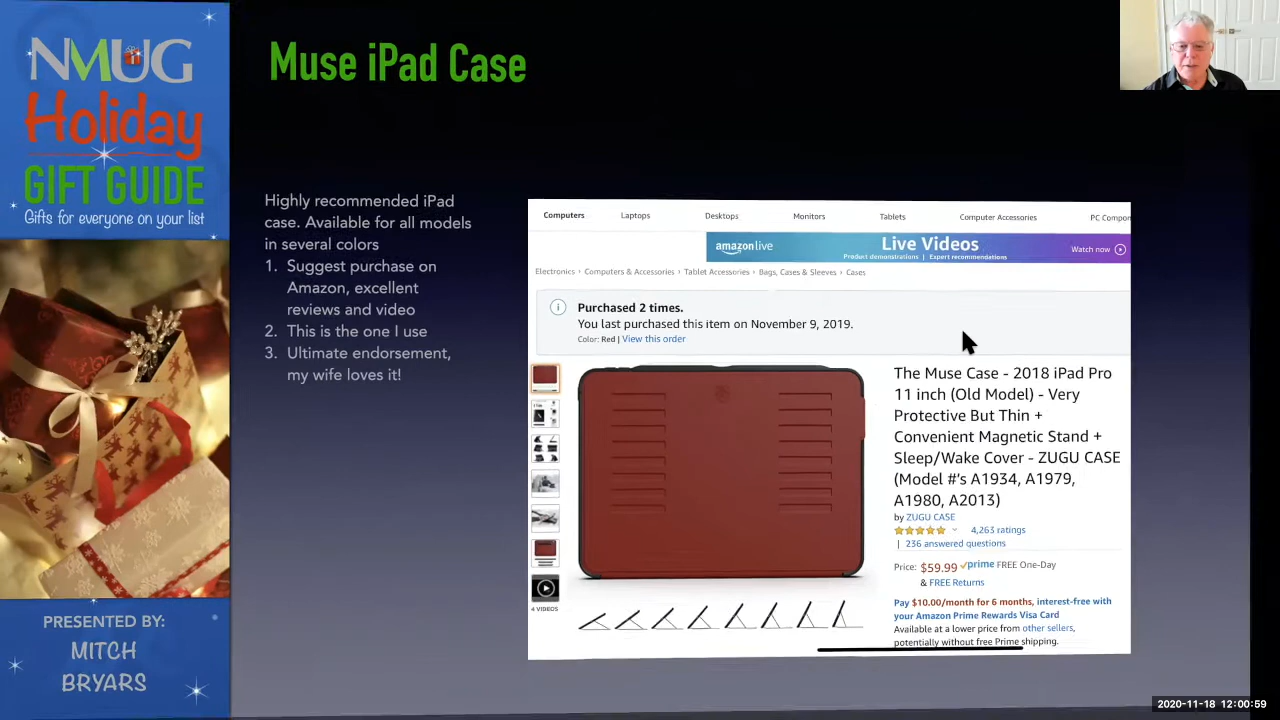 NMUG
Holiday
GIFT GUIDE
Gifts for everyone on your list
PRESENTED BY:
MITCH
BRYARS
Muse iPad Case
Highly recommended iPad
case. Available for all models
in several colors
1. Suggest purchase on
Amazon, excellent
reviews and video
2. This is the one I use
3. Ultimate endorsement,
my wife loves it!
Computers Laptops Desktops Monitors Tablets Computer Accessories PC Compon
amazonlive Live Videos Watch now
Product demonstrations | Expert recommendations
Electronics › Computers & Accessories › Tablet Accessories › Bags, Cases & Sleeves › Cases
Purchased 2 times.
You last purchased this item on November 9, 2019.
Color: Red | View this order
4 VIDEOS
The Muse Case - 2018 iPad Pro
11 inch (Old Model) - Very
Protective But Thin +
Convenient Magnetic Stand +
Sleep/Wake Cover - ZUGU CASE
(Model #'s A1934, A1979,
A1980, A2013)
by ZUGU CASE
4,263 ratings
| 236 answered questions
Price: $59.99 prime FREE One-Day
& FREE Returns
Pay $10.00/month for 6 months, interest-free with
your Amazon Prime Rewards Visa Card
Available at a lower price from other sellers,
potentially without free Prime shipping.
2020-11-18 12:00:59